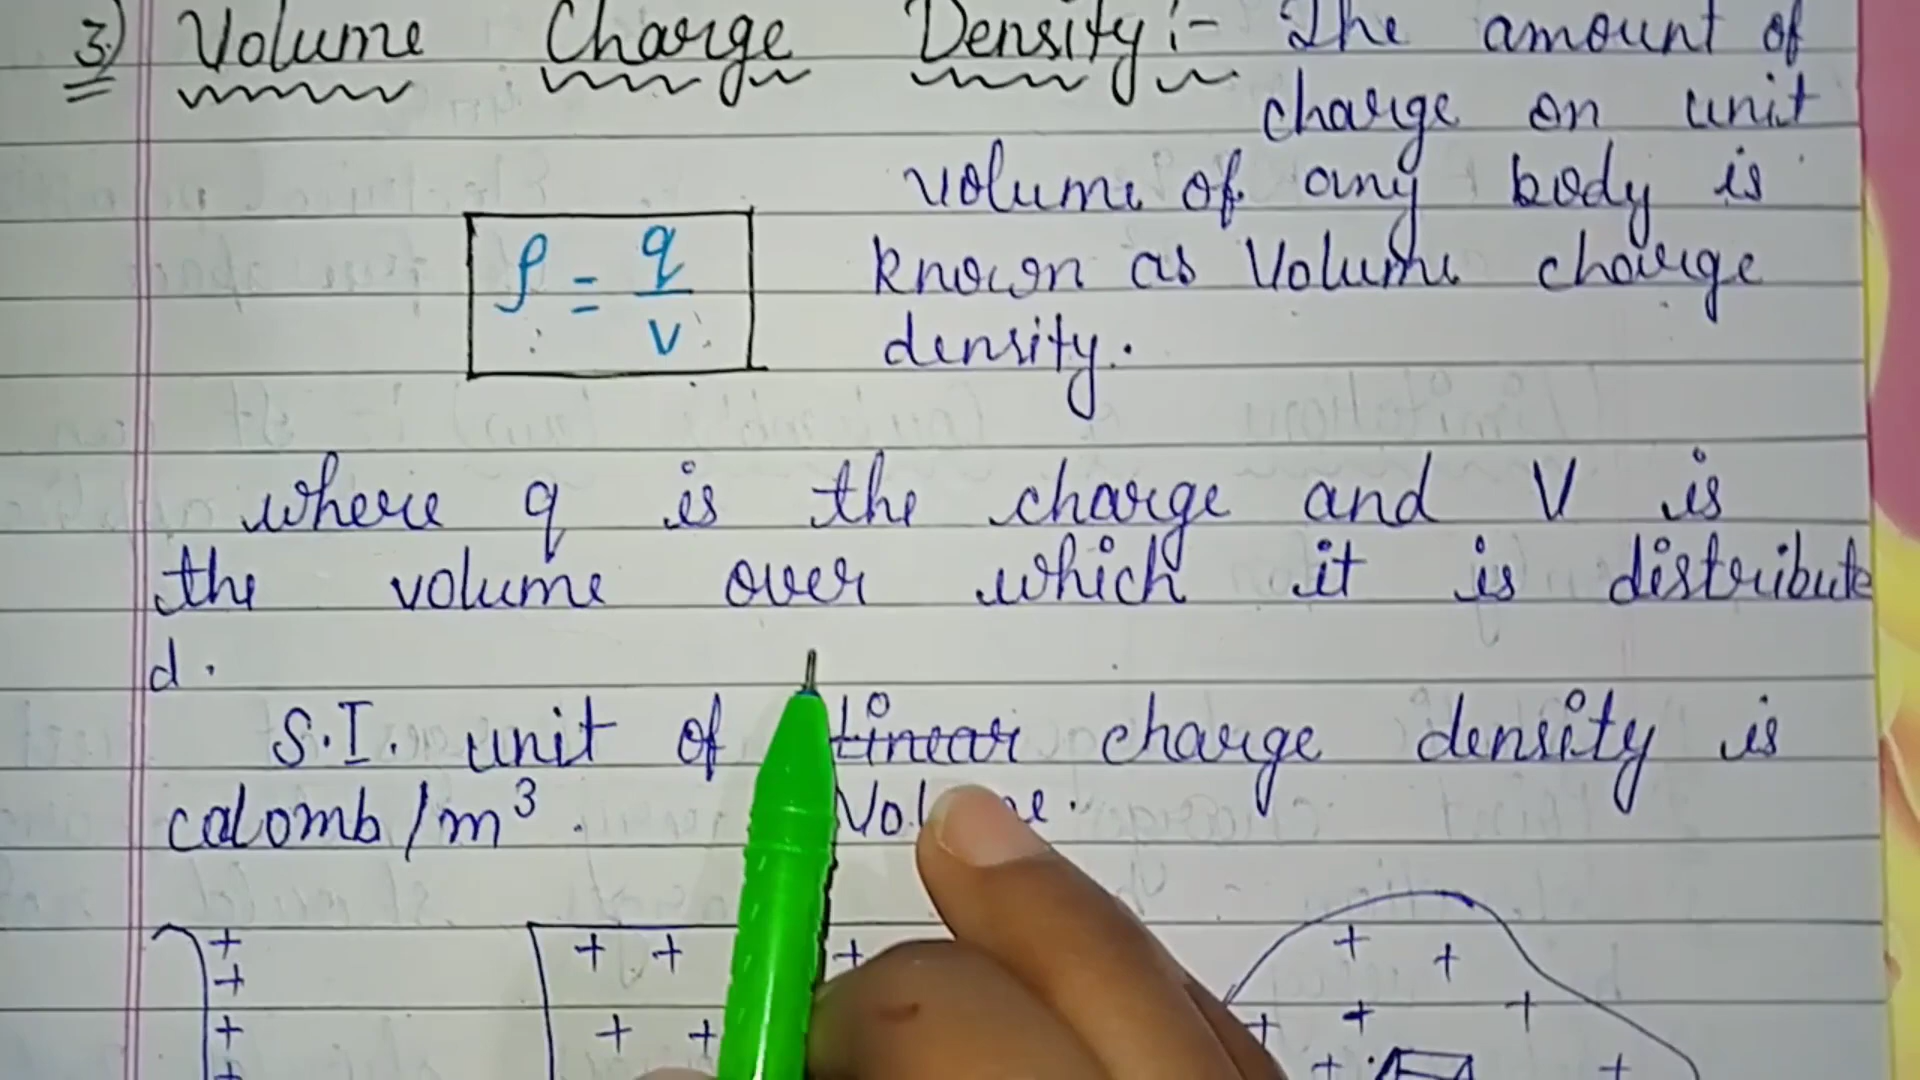 3) Volume Charge Density :- The amount of
charge on unit
volume of any body is
known as Volume charge
density.
ρ = q/v
where q is the charge and V is
the volume over which it is distribute
d.
S.I. unit of Linear charge density is
calomb/m³. Volume.